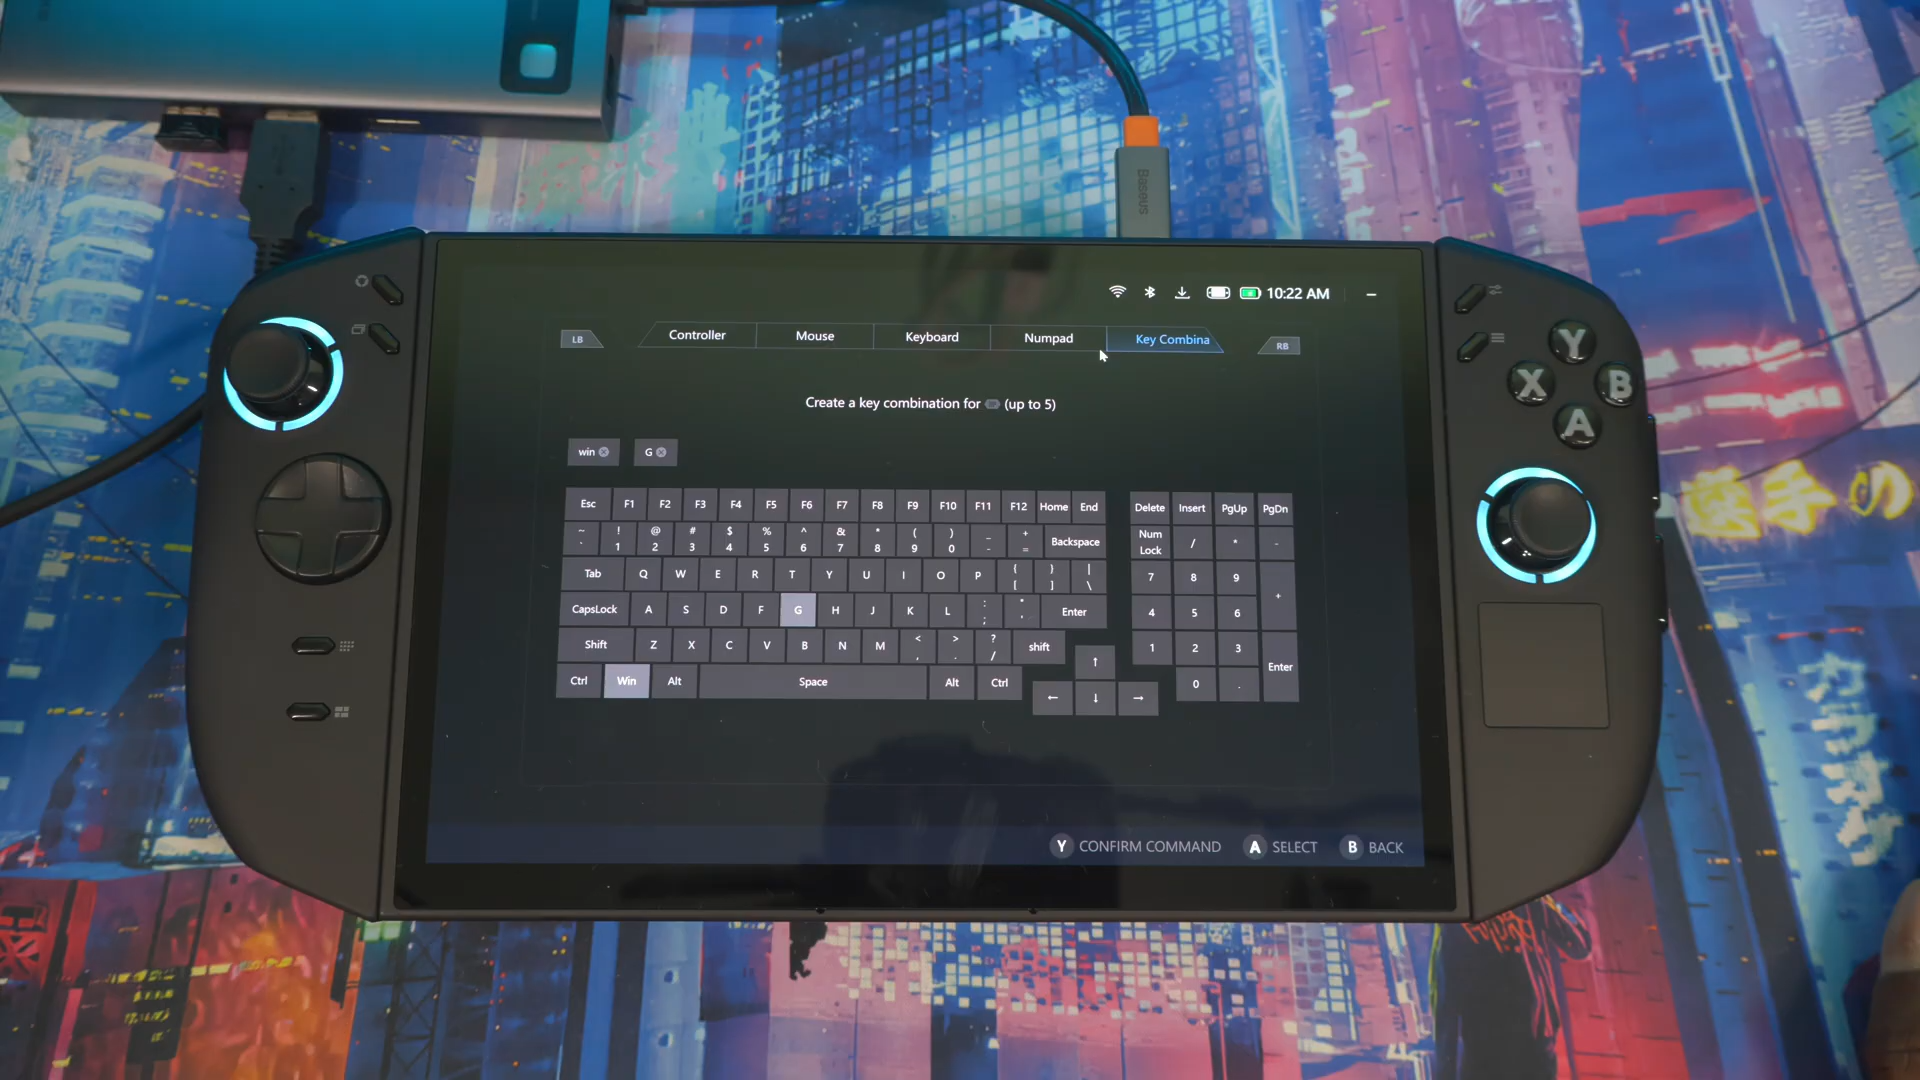 Baseus
10:22 AM
LB Controller Mouse Keyboard Numpad Key Combina RB
Create a key combination for (up to 5)
win G
Esc F1 F2 F3 F4 F5 F6 F7 F8 F9 F10 F11 F12 Home End Delete Insert PgUp PgDn
~ ! @ # $ % ^ & * ( ) _ +
` 1 2 3 4 5 6 7 8 9 0 - = Backspace Num Lock / * -
Tab Q W E R T Y U I O P { [ } ] | \ 7 8 9 +
CapsLock A S D F G H J K L : ; " ' Enter 4 5 6
Shift Z X C V B N M < , > . ? / shift ↑ 1 2 3 Enter
Ctrl Win Alt Space Alt Ctrl ← ↓ → 0 .
Y CONFIRM COMMAND A SELECT B BACK
Y
X B
A